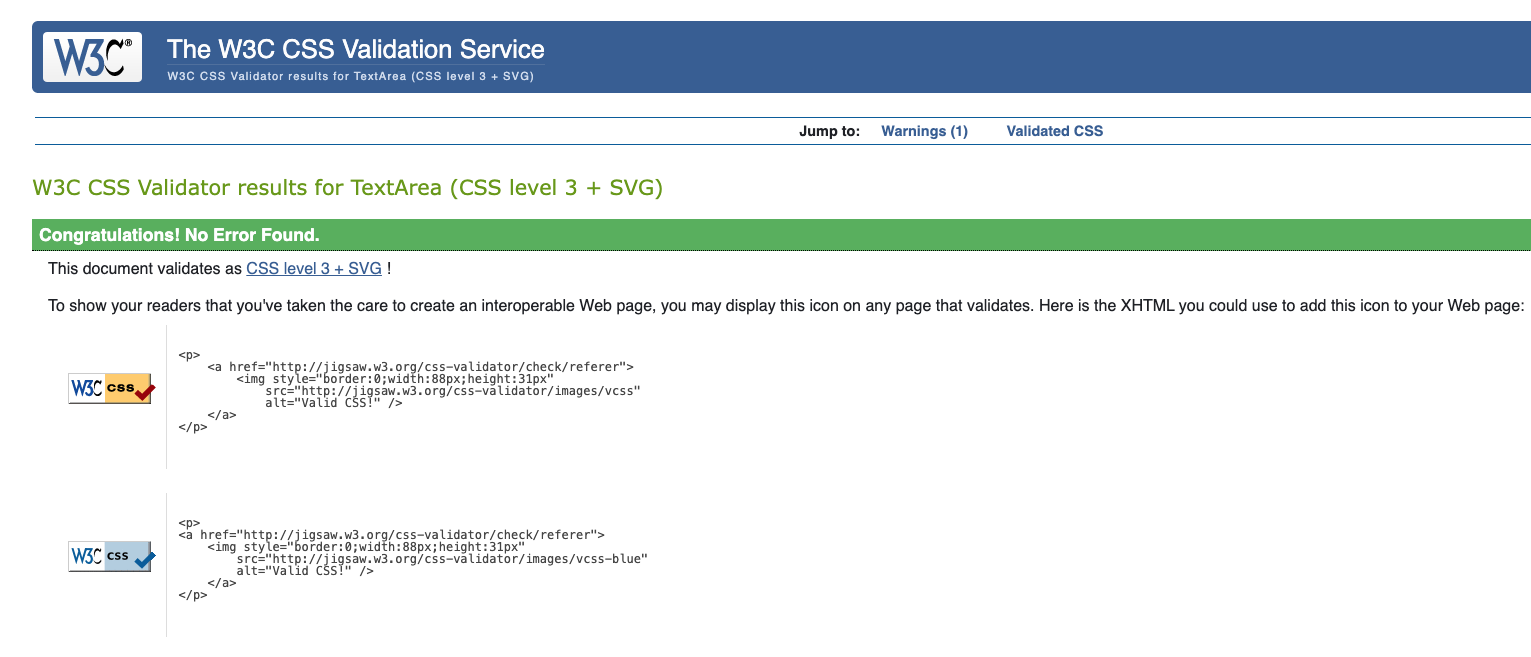 W3C® The W3C CSS Validation Service
W3C CSS Validator results for TextArea (CSS level 3 + SVG)
Jump to: Warnings (1) Validated CSS
W3C CSS Validator results for TextArea (CSS level 3 + SVG)
Congratulations! No Error Found.
This document validates as CSS level 3 + SVG !
To show your readers that you've taken the care to create an interoperable Web page, you may display this icon on any page that validates. Here is the XHTML you could use to add this icon to your Web page:
W3C css
<p>
    <a href="http://jigsaw.w3.org/css-validator/check/referer">
        <img style="border:0;width:88px;height:31px"
            src="http://jigsaw.w3.org/css-validator/images/vcss"
            alt="Valid CSS!" />
    </a>
</p>
W3C css
<p>
<a href="http://jigsaw.w3.org/css-validator/check/referer">
    <img style="border:0;width:88px;height:31px"
        src="http://jigsaw.w3.org/css-validator/images/vcss-blue"
        alt="Valid CSS!" />
    </a>
</p>